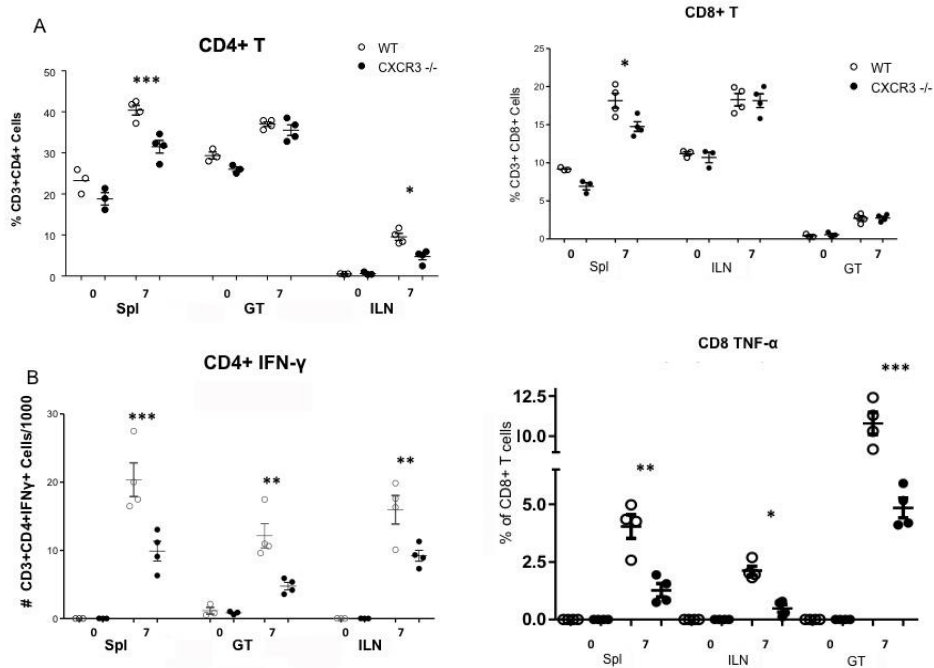 A
CD4+ T
WT
CXCR3 -/-
% CD3+CD4+ Cells
50
40
30
20
10
0
***
*
0 7 0 7 0 7
Spl GT ILN
CD8+ T
WT
CXCR3 -/-
% CD3+ CD8+ Cells
25
20
15
10
5
0
*
0 7 0 7 0 7
Spl ILN GT
B
CD4+ IFN-γ
# CD3+CD4+IFNγ+ Cells/1000
30
20
10
0
***
**
**
0 7 0 7 0 7
Spl GT ILN
CD8 TNF-α
% of CD8+ T cells
12.5
10.0
5.0
2.5
0.0
**
*
***
0 7 0 7 0 7
Spl ILN GT